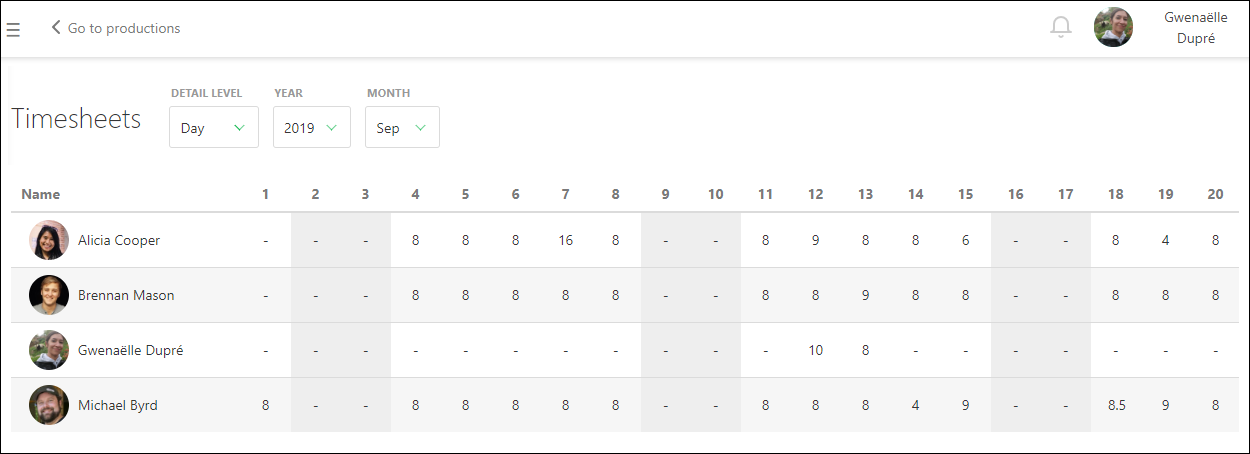 Go to productions
Gwenaëlle
Dupré
Timesheets
DETAIL LEVEL YEAR MONTH
Day 2019 Sep
Name 1 2 3 4 5 6 7 8 9 10 11 12 13 14 15 16 17 18 19 20
Alicia Cooper - - - 8 8 8 16 8 - - 8 9 8 8 6 - - 8 4 8
Brennan Mason - - - 8 8 8 8 8 - - 8 8 9 8 8 - - 8 8 8
Gwenaëlle Dupré - - - - - - - - - - - 10 8 - - - - - - -
Michael Byrd 8 - - 8 8 8 8 8 - - 8 8 8 4 9 - - 8.5 9 8